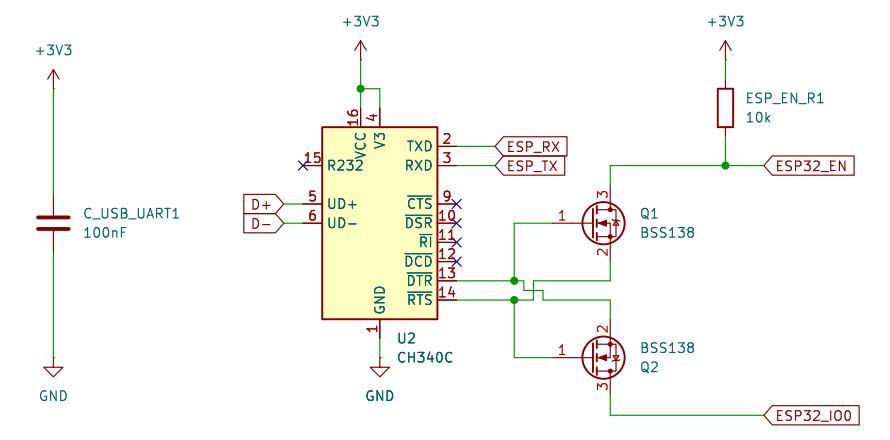 +3V3
+3V3
+3V3
16
VCC
4
V3
ESP_EN_R1
10k
TXD
2
ESP_RX
15
R232
RXD
3
ESP_TX
ESP32_EN
D+
5
UD+
CTS
9
3
C_USB_UART1
100nF
D-
6
UD-
DSR
10
1
Q1
BSS138
RI
11
DCD
12
2
DTR
13
GND
RTS
14
1
U2
CH340C
2
1
BSS138
Q2
3
GND
GND
ESP32_IO0